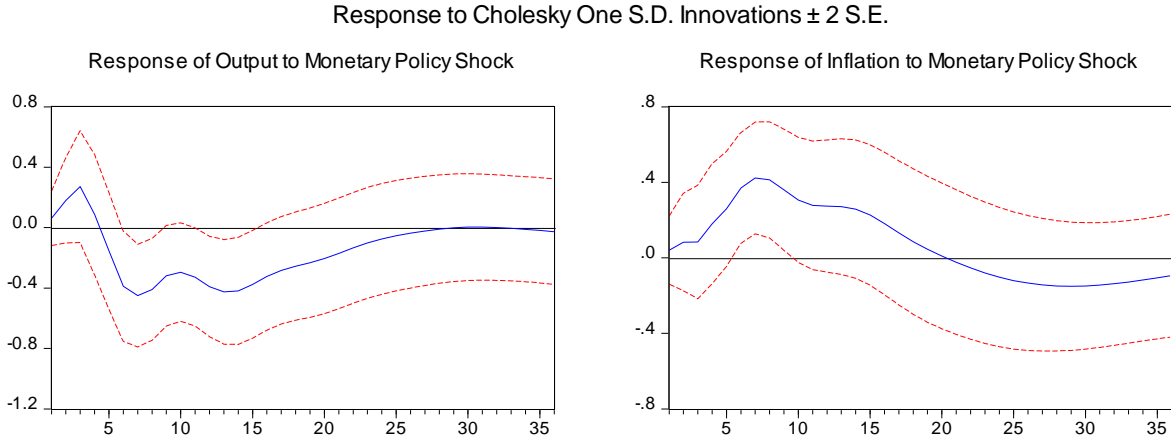 Response to Cholesky One S.D. Innovations ± 2 S.E.
Response of Output to Monetary Policy Shock
0.8
0.4
0.0
-0.4
-0.8
-1.2
5 10 15 20 25 30 35
Response of Inflation to Monetary Policy Shock
.8
.4
.0
-.4
-.8
5 10 15 20 25 30 35